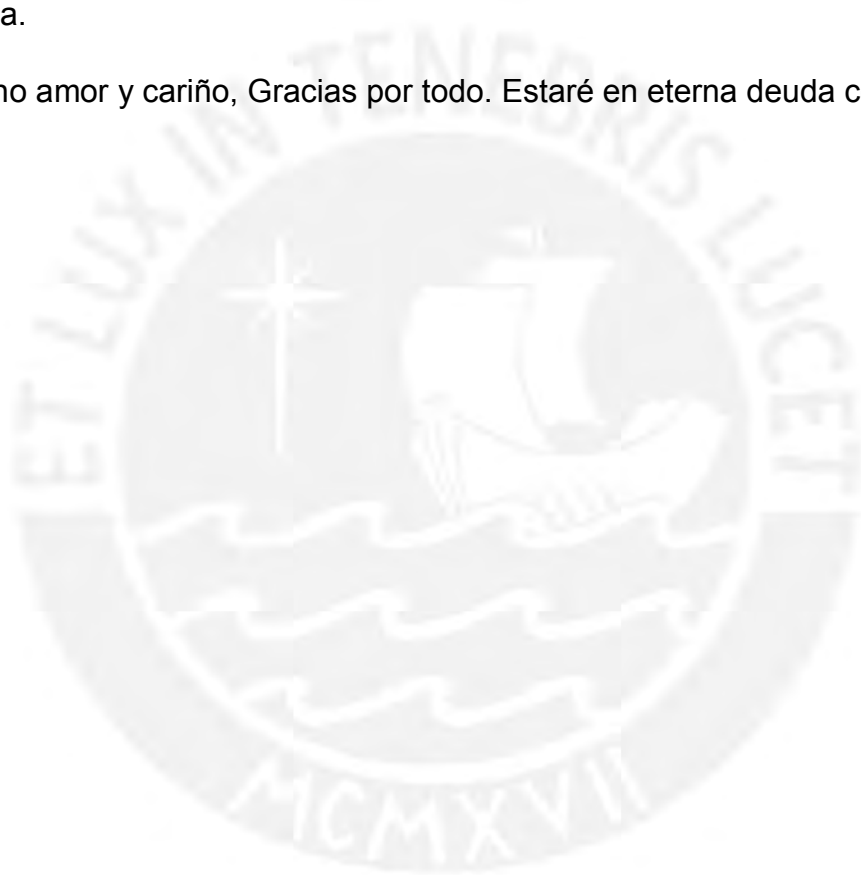 a.
no amor y cariño, Gracias por todo. Estaré en eterna deuda c
ET LUX IN TENEBRIS LUCET
MCMXVII